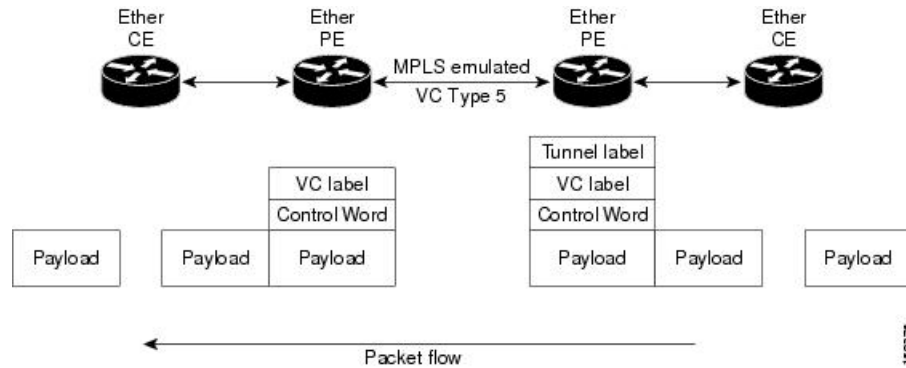 Ether CE
Ether PE
Ether PE
Ether CE
MPLS emulated
VC Type 5
Tunnel label
VC label
VC label
Control Word
Control Word
Payload
Payload
Payload
Payload
Payload
Payload
Packet flow